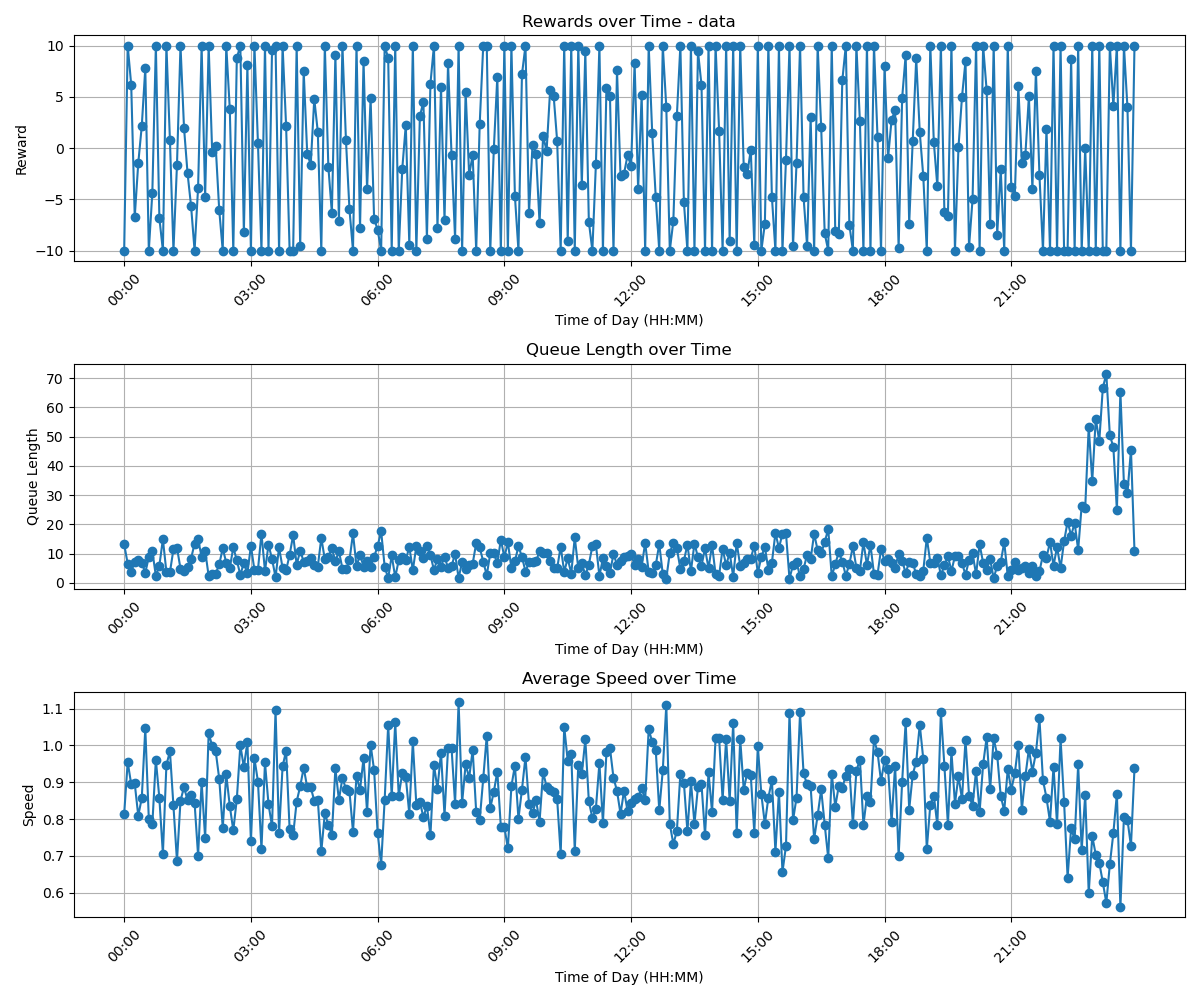 Rewards over Time - data
Reward
10
5
0
−5
−10
00:00 03:00 06:00 09:00 12:00 15:00 18:00 21:00
Time of Day (HH:MM)
Queue Length over Time
Queue Length
70
60
50
40
30
20
10
0
00:00 03:00 06:00 09:00 12:00 15:00 18:00 21:00
Time of Day (HH:MM)
Average Speed over Time
Speed
1.1
1.0
0.9
0.8
0.7
0.6
00:00 03:00 06:00 09:00 12:00 15:00 18:00 21:00
Time of Day (HH:MM)